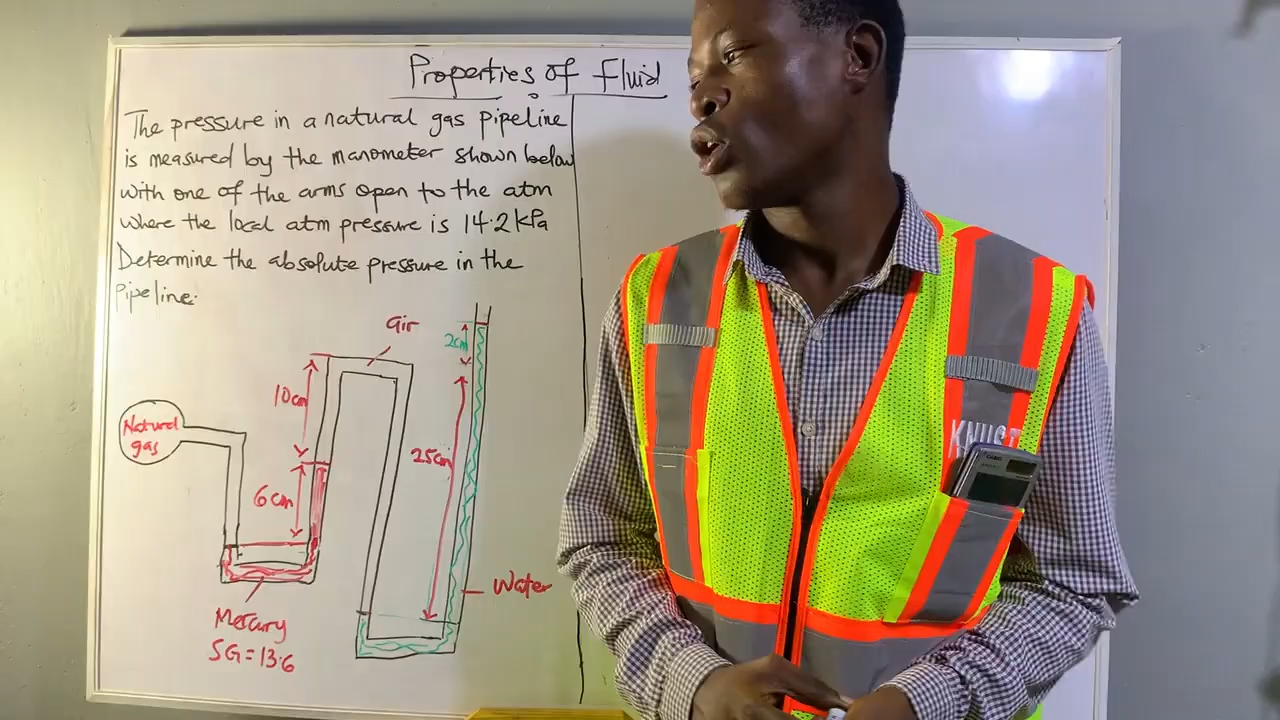 Properties of Fluid
The pressure in a natural gas pipeline
is measured by the manometer shown below
with one of the arms open to the atm
where the local atm pressure is 14.2 kPa
Determine the absolute pressure in the
Pipeline.
air
2cm
10cm
Natural
gas
25cm
6cm
Water
Mercury
SG=13.6
KNUST
CASIO